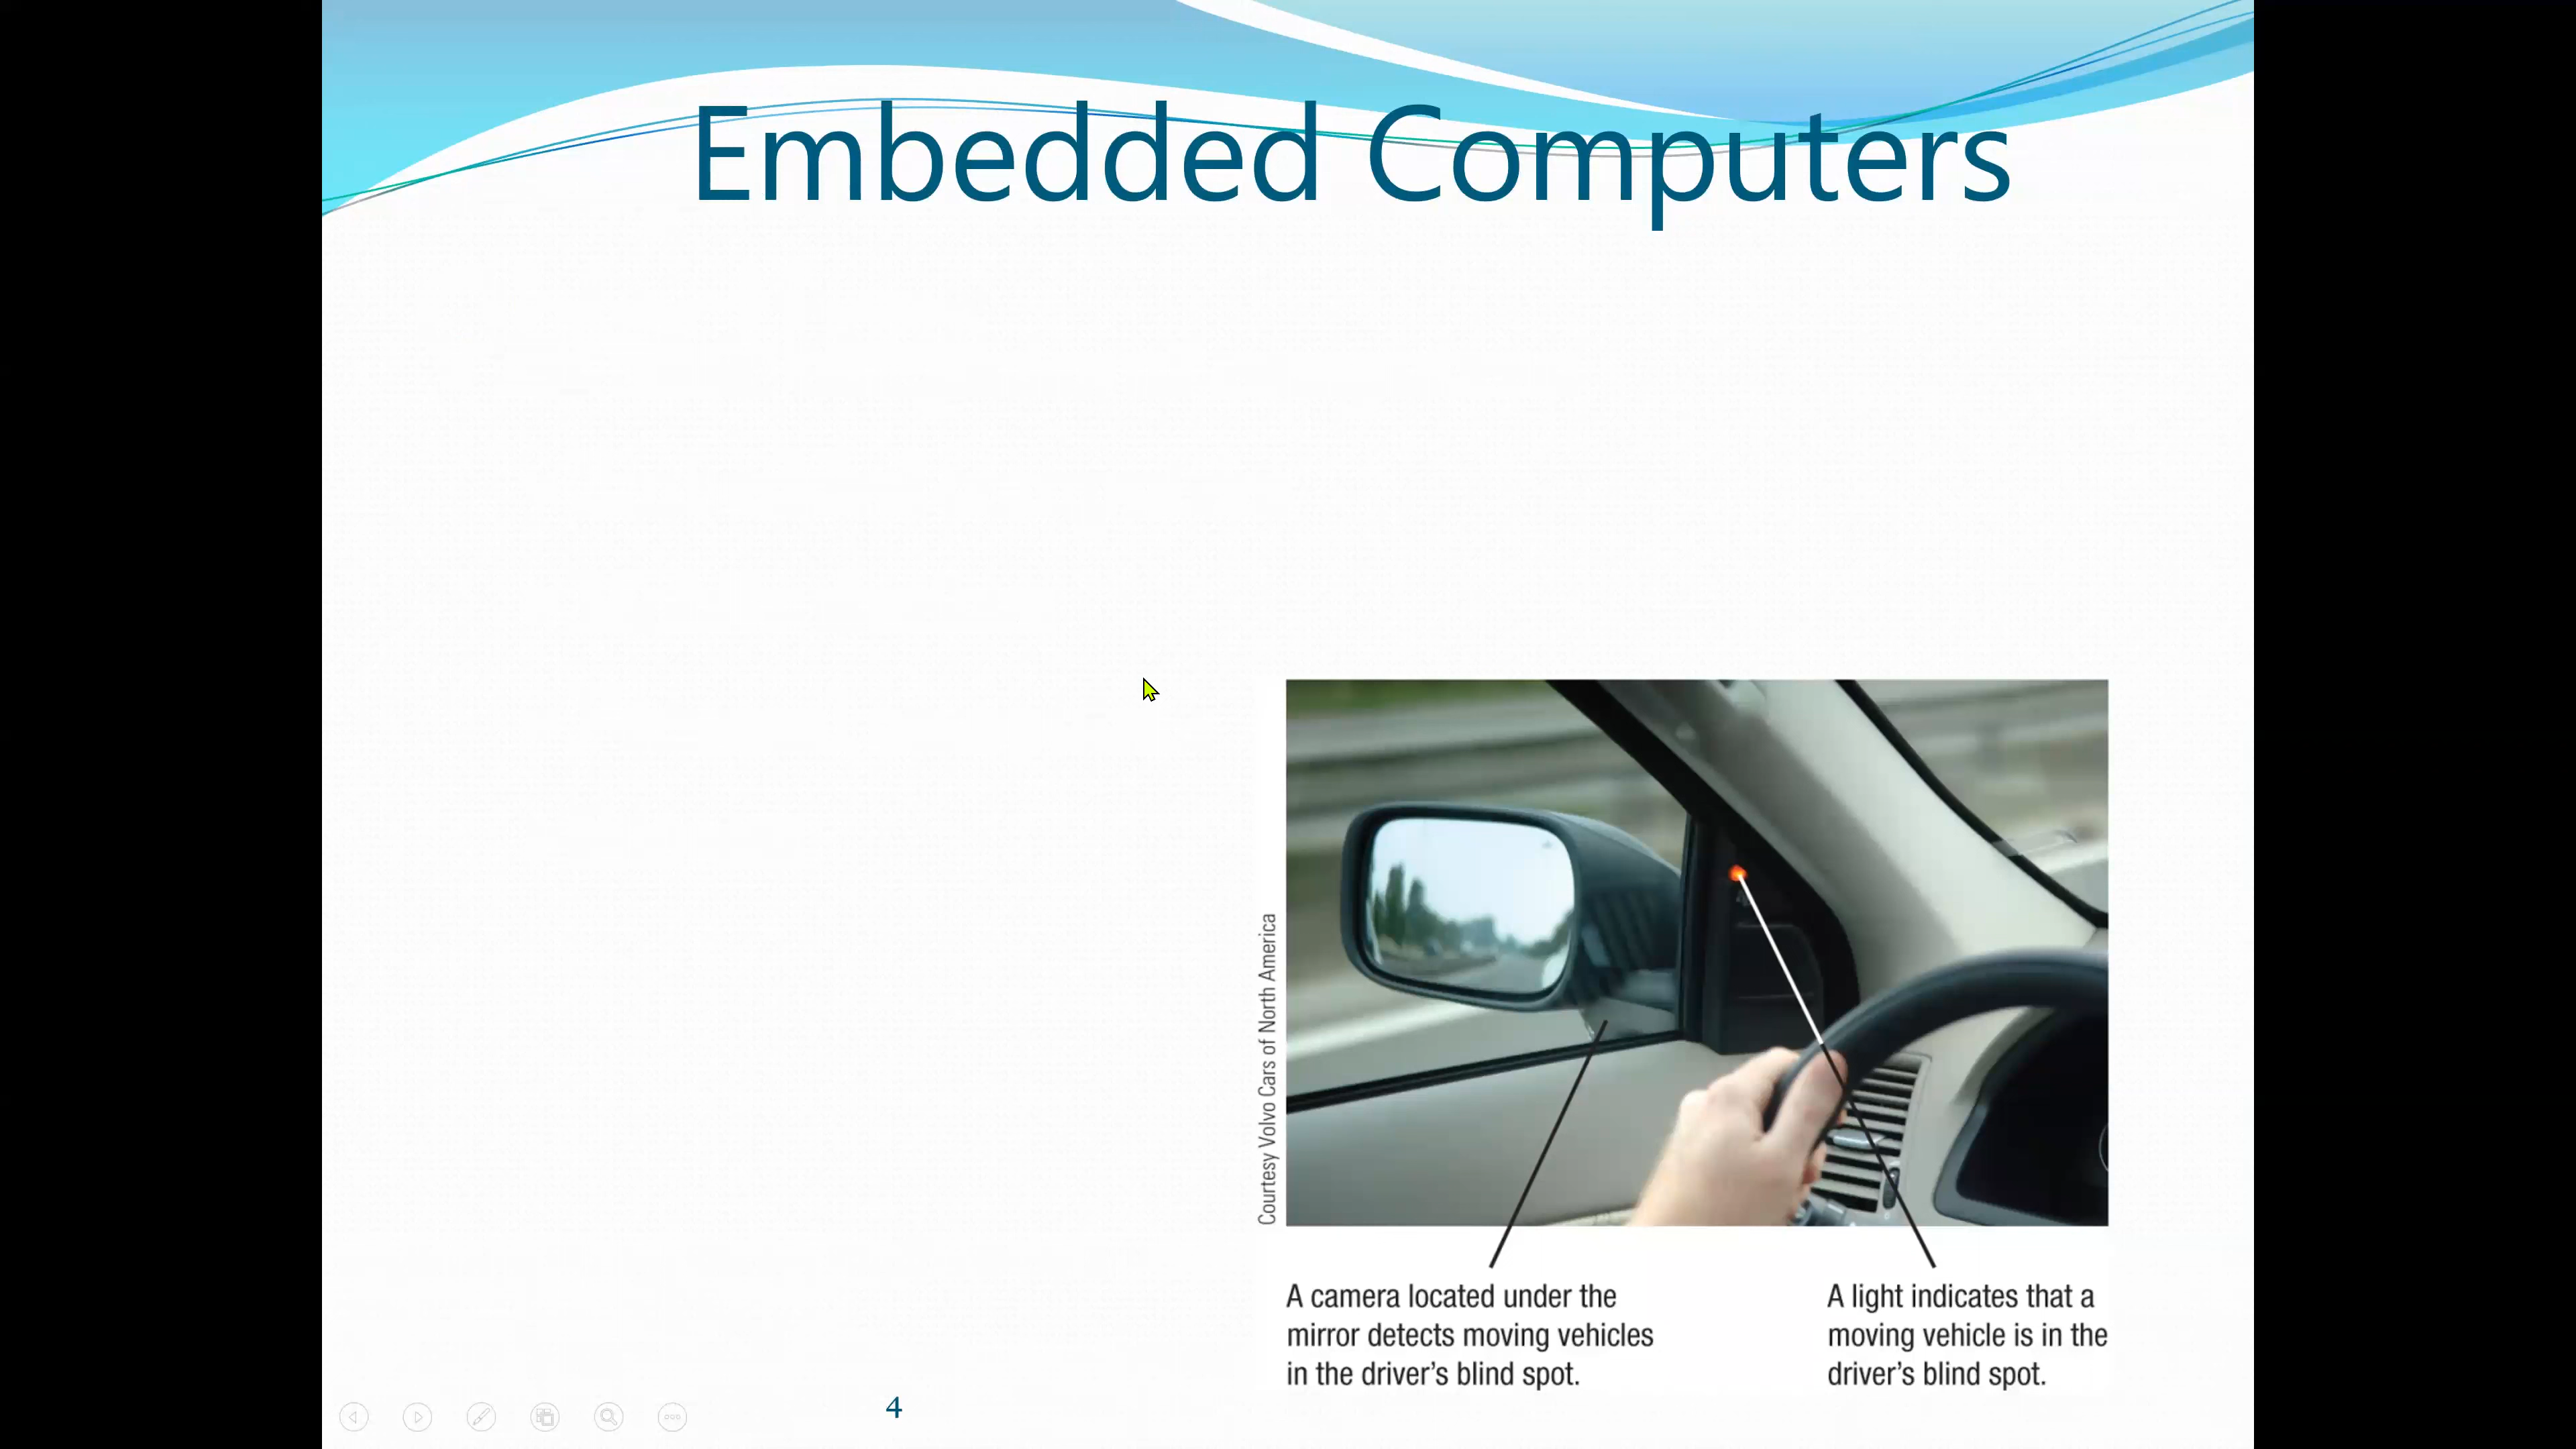 Embedded Computers
Courtesy Volvo Cars of North America
A camera located under the
mirror detects moving vehicles
in the driver's blind spot.
A light indicates that a
moving vehicle is in the
driver's blind spot.
4